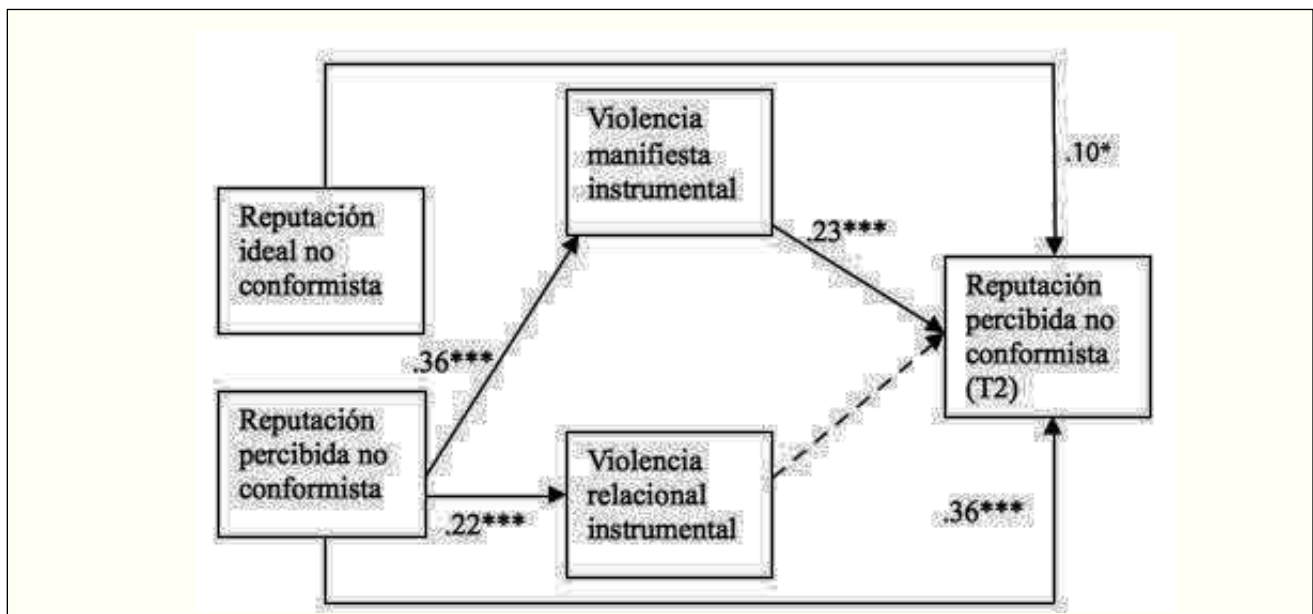 Violencia
manifiesta
instrumental
.10*
Reputación
ideal no
conformista
.23***
Reputación
percibida no
conformista
(T2)
.36***
Reputación
percibida no
conformista
Violencia
relacional
instrumental
.22***
.36***